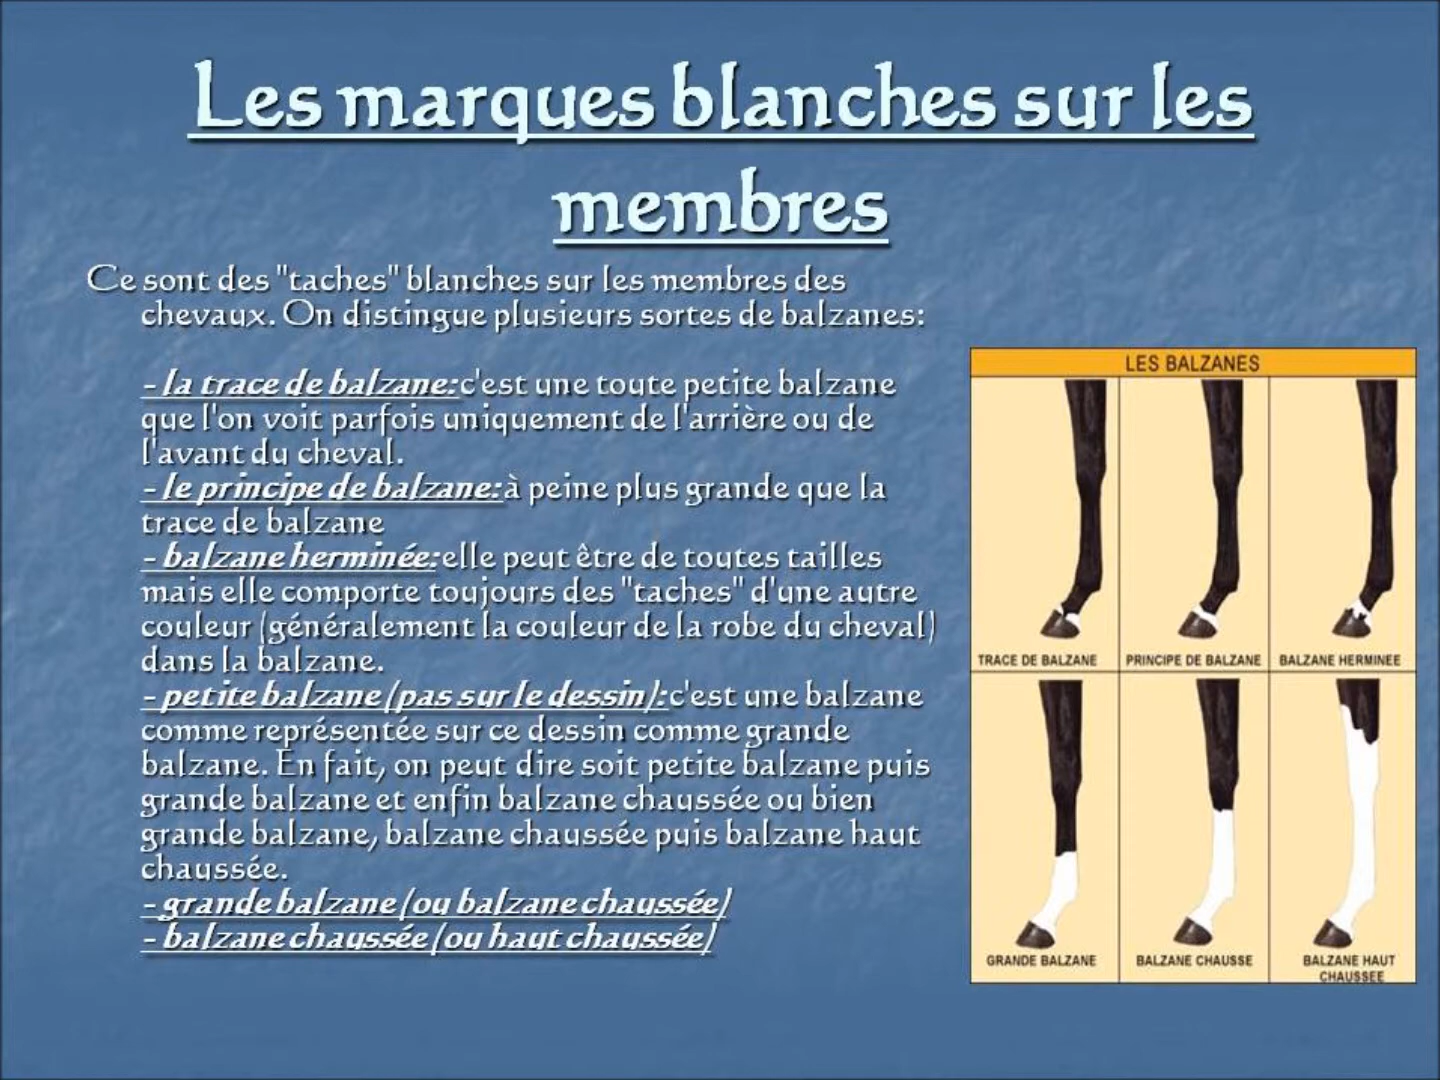 Les marques blanches sur les
membres
Ce sont des "taches" blanches sur les membres des
chevaux. On distingue plusieurs sortes de balzanes:
- la trace de balzane:c'est une toute petite balzane
que l'on voit parfois uniquement de l'arrière ou de
l'avant du cheval.
- le principe de balzane:à peine plus grande que la
trace de balzane
- balzane herminée:elle peut être de toutes tailles
mais elle comporte toujours des "taches" d'une autre
couleur (généralement la couleur de la robe du cheval)
dans la balzane.
- petite balzane (pas sur le dessin):c'est une balzane
comme représentée sur ce dessin comme grande
balzane. En fait, on peut dire soit petite balzane puis
grande balzane et enfin balzane chaussée ou bien
grande balzane, balzane chaussée puis balzane haut
chaussée.
- grande balzane (ou balzane chaussée)
- balzane chaussée (ou haut chaussée)
LES BALZANES
TRACE DE BALZANE
PRINCIPE DE BALZANE
BALZANE HERMINEE
GRANDE BALZANE
BALZANE CHAUSSE
BALZANE HAUT
CHAUSSEE